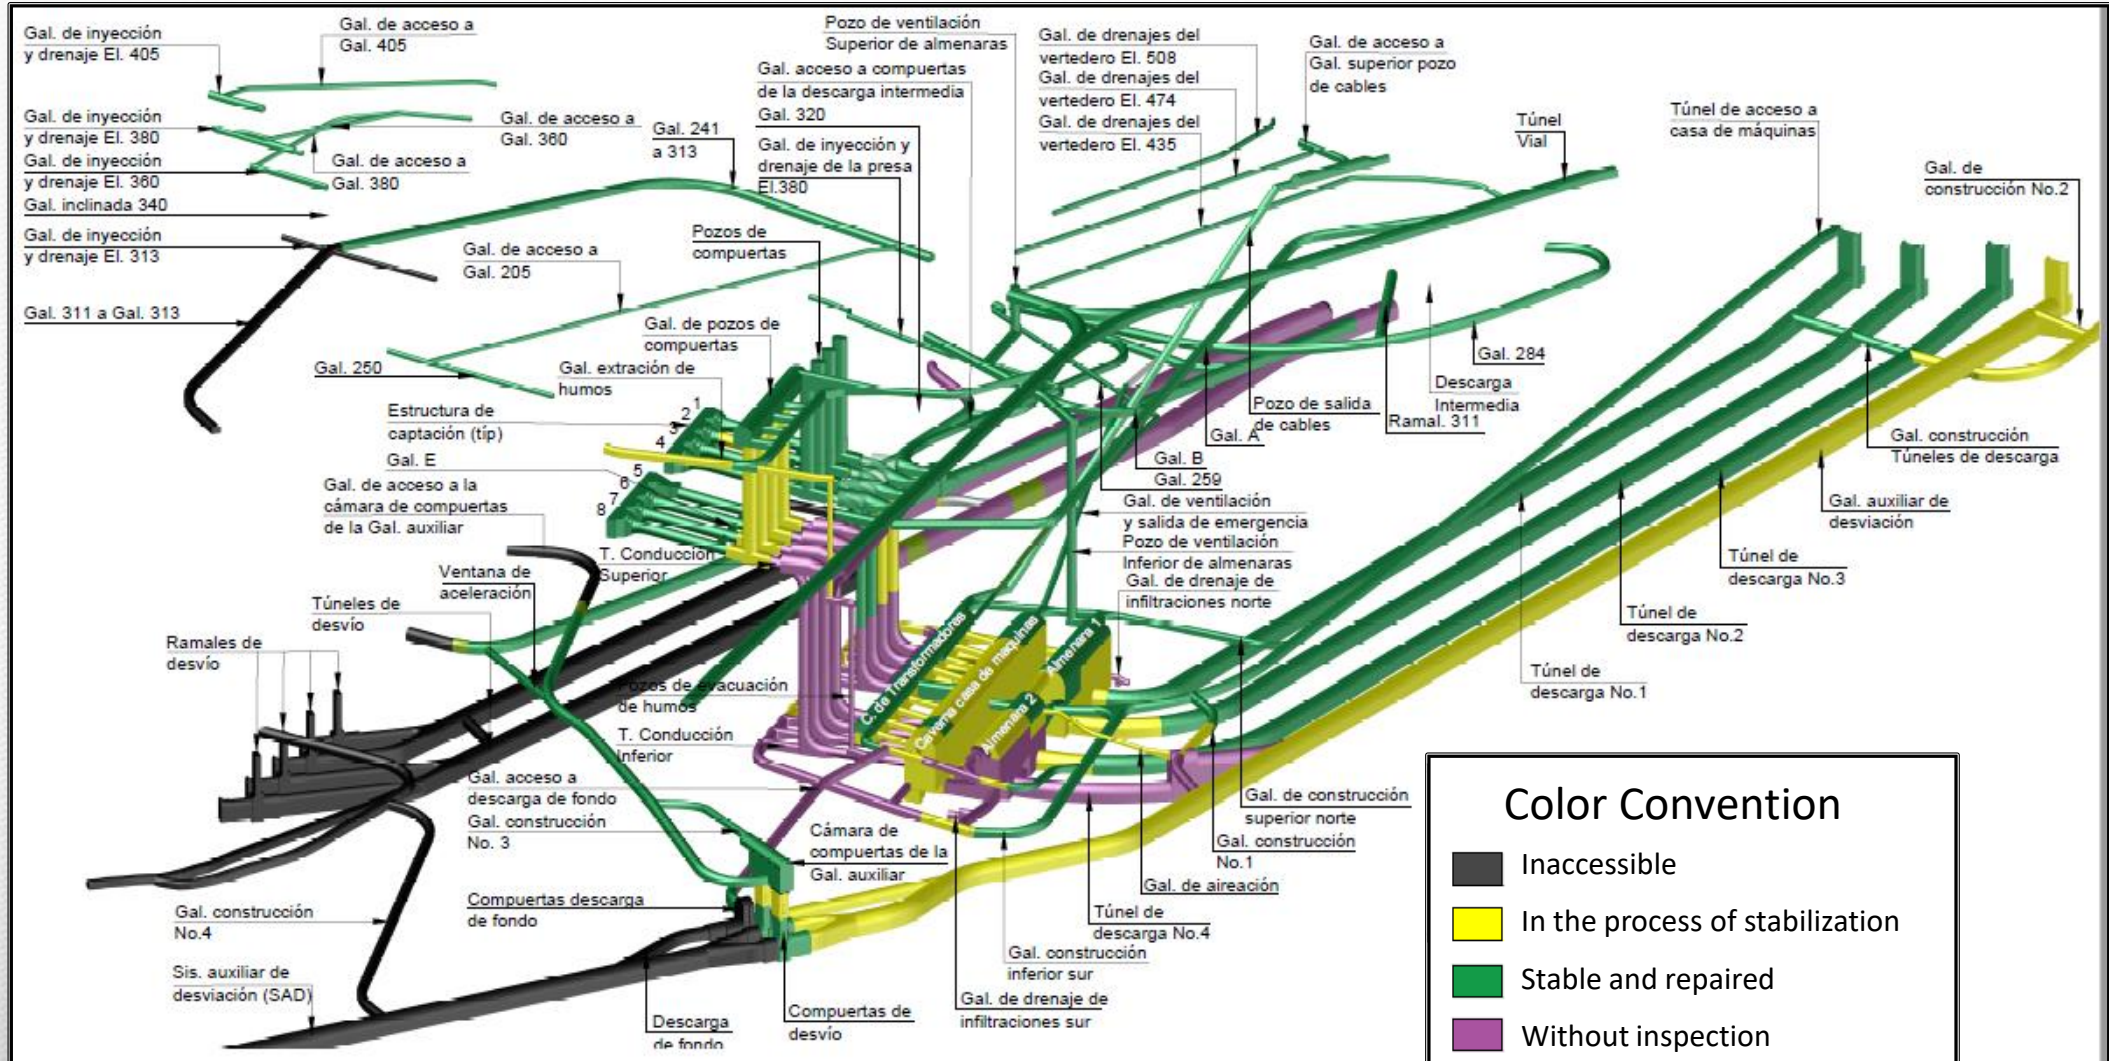 Gal. de inyección
y drenaje El. 405
Gal. de acceso a
Gal. 405
Pozo de ventilación
Superior de almenaras
Gal. de drenajes del
vertedero El. 508
Gal. de acceso a
Gal. superior pozo
de cables
Gal. acceso a compuertas
de la descarga intermedia
Gal. de drenajes del
vertedero El. 474
Túnel de acceso a
casa de máquinas
Gal. de inyección
y drenaje El. 380
Gal. de acceso a
Gal. 360
Gal. 241
a 313
Gal. 320
Gal. de drenajes del
vertedero El. 435
Túnel
Vial
Gal. de inyección
y drenaje El. 360
Gal. de acceso a
Gal. 380
Gal. de inyección y
drenaje de la presa
El.380
Gal. de
construcción No.2
Gal. inclinada 340
Gal. de inyección
y drenaje El. 313
Gal. de acceso a
Gal. 205
Pozos de
compuertas
Gal. 311 a Gal. 313
Gal. de pozos de
compuertas
Gal. 250
Gal. extración de
humos
Gal. 284
Descarga
Intermedia
Estructura de
captación (típ)
1
2
3
4
Pozo de salida
de cables
Ramal. 311
Gal. A
Gal. construcción
Túneles de descarga
Gal. E
5
6
7
8
Gal. B
Gal. 259
Gal. de acceso a la
cámara de compuertas
de la Gal. auxiliar
Gal. de ventilación
y salida de emergencia
Gal. auxiliar de
desviación
T. Conducción
Superior
Pozo de ventilación
Inferior de almenaras
Túnel de
descarga No.3
Ventana de
aceleración
Gal. de drenaje de
infiltraciones norte
Túneles de
desvío
Túnel de
descarga No.2
Ramales de
desvío
C. de Transformadores
Caverna casa de maquinas
Almenara 1
Almenara 2
Túnel de
descarga No.1
Pozos de evacuación
de humos
T. Conducción
Inferior
Gal. acceso a
descarga de fondo
Gal. construcción
No. 3
Gal. de construcción
superior norte
Cámara de
compuertas de la
Gal. auxiliar
Gal. construcción
No.1
Gal. de aireación
Compuertas descarga
de fondo
Túnel de
descarga No.4
Gal. construcción
No.4
Gal. construcción
inferior sur
Sis. auxiliar de
desviación (SAD)
Gal. de drenaje de
infiltraciones sur
Compuertas de
desvío
Descarga
de fondo
Color Convention
Inaccessible
In the process of stabilization
Stable and repaired
Without inspection